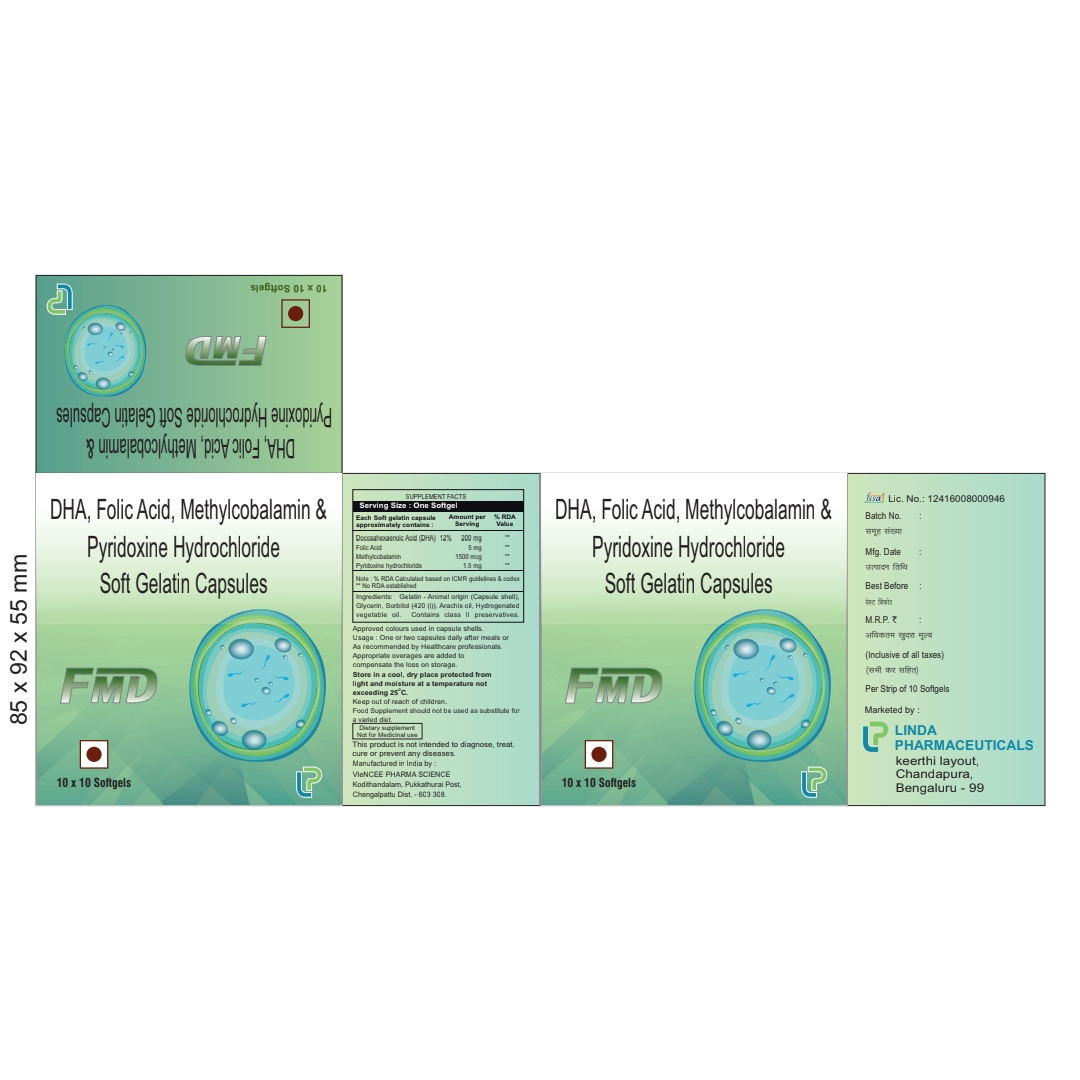 10 x 10 Softgels
FMD
DHA, Folic Acid, Methylcobalamin &
Pyridoxine Hydrochloride Soft Gelatin Capsules
85 x 92 x 55 mm
DHA, Folic Acid, Methylcobalamin &
Pyridoxine Hydrochloride
Soft Gelatin Capsules
FMD
10 x 10 Softgels
SUPPLEMENT FACTS
Serving Size : One Softgel
Each Soft gelatin capsule approximately contains : Amount per Serving % RDA Value
Docosahexaenoic Acid (DHA) 12% 200 mg **
Folic Acid 5 mg **
Methylcobalamin 1500 mcg **
Pyridoxine hydrochloride 1.5 mg **
Note : % RDA Calculated based on ICMR guidelines & codex
** No RDA established
Ingredients: Gelatin - Animal origin (Capsule shell),
Glycerin, Sorbitol (420 (i)), Arachis oil, Hydrogenated
vegetable oil. Contains class II preservatives.
Approved colours used in capsule shells.
Usage : One or two capsules daily after meals or
As recommended by Healthcare professionals.
Appropriate overages are added to
compensate the loss on storage.
Store in a cool, dry place protected from
light and moisture at a temperature not
exceeding 25°C.
Keep out of reach of children.
Food Supplement should not be used as substitute for
a varied diet.
Dietary supplement
Not for Medicinal use
This product is not intended to diagnose, treat,
cure or prevent any diseases.
Manufactured in India by :
VIeNCEE PHARMA SCIENCE
Kodithandalam, Pukkathurai Post,
Chengalpattu Dist. - 603 308.
DHA, Folic Acid, Methylcobalamin &
Pyridoxine Hydrochloride
Soft Gelatin Capsules
FMD
10 x 10 Softgels
fssai Lic. No.: 12416008000946
Batch No. :
समूह संख्या
Mfg. Date :
उत्पादन तिथि
Best Before :
बेस्ट बिफोर
M.R.P. ₹ :
अधिकतम खुदरा मूल्य
(Inclusive of all taxes)
(सभी कर सहित)
Per Strip of 10 Softgels
Marketed by :
LINDA
PHARMACEUTICALS
keerthi layout,
Chandapura,
Bengaluru - 99